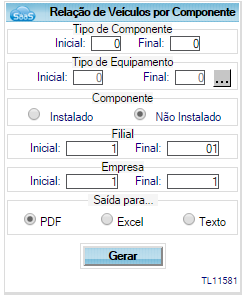 SaaS Relação de Veículos por Componente
Tipo de Componente
Inicial: 0 Final: 0
Tipo de Equipamento
Inicial: 0 Final: 0 ...
Componente
Instalado Não Instalado
Filial
Inicial: 1 Final: 01
Empresa
Inicial: 1 Final: 1
Saída para...
PDF Excel Texto
Gerar
TL11581